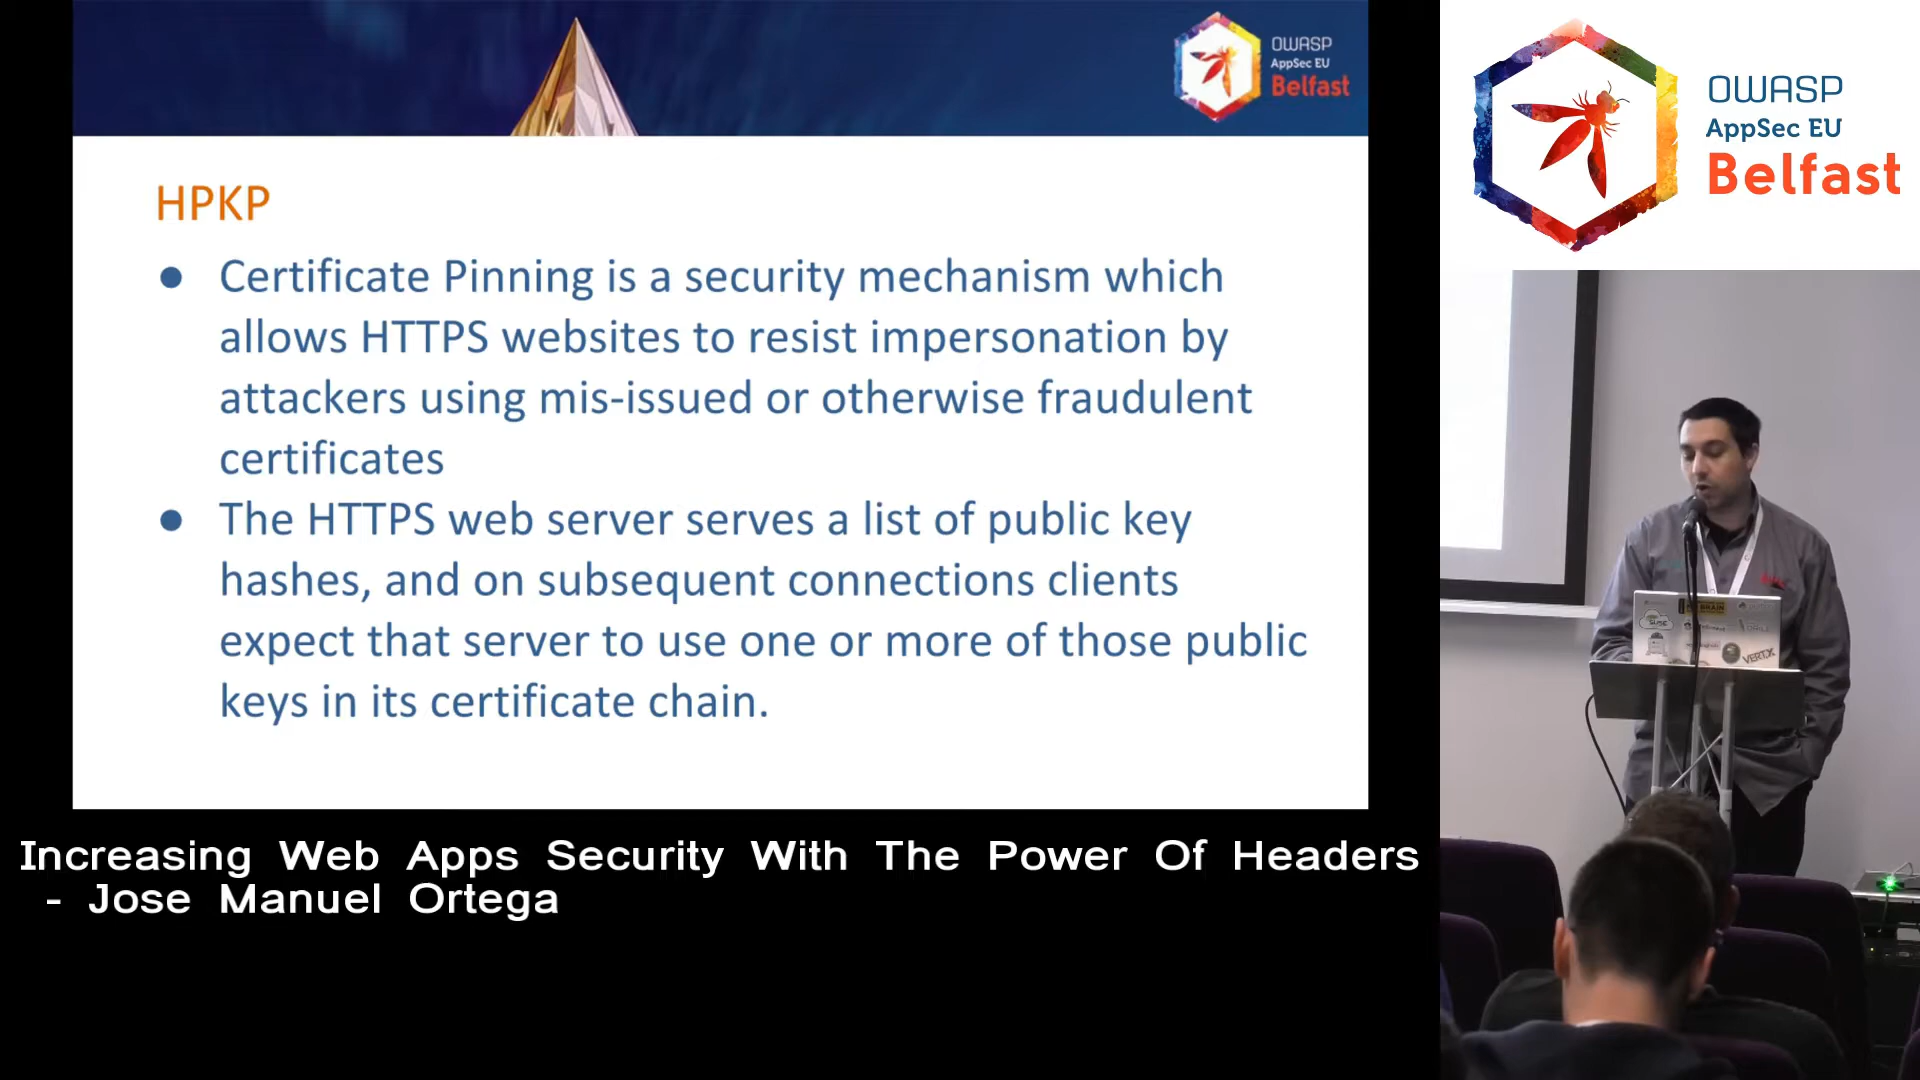 OWASP
AppSec EU
Belfast
HPKP
● Certificate Pinning is a security mechanism which
allows HTTPS websites to resist impersonation by
attackers using mis-issued or otherwise fraudulent
certificates
● The HTTPS web server serves a list of public key
hashes, and on subsequent connections clients
expect that server to use one or more of those public
keys in its certificate chain.
Increasing Web Apps Security With The Power Of Headers
- Jose Manuel Ortega
OWASP
AppSec EU
Belfast
VERT.X